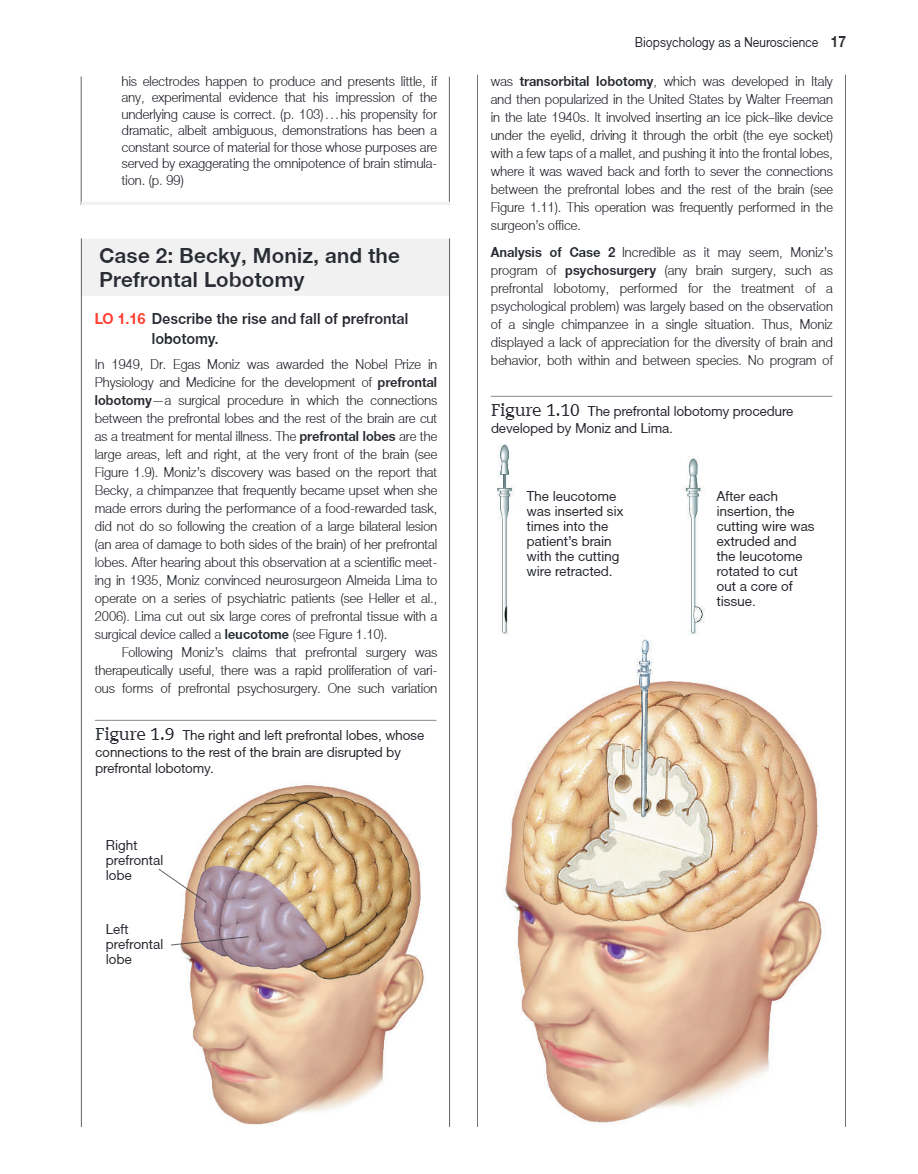 Biopsychology as a Neuroscience 17
his electrodes happen to produce and presents little, if
any, experimental evidence that his impression of the
underlying cause is correct. (p. 103)…his propensity for
dramatic, albeit ambiguous, demonstrations has been a
constant source of material for those whose purposes are
served by exaggerating the omnipotence of brain stimula-
tion. (p. 99)
Case 2: Becky, Moniz, and the
Prefrontal Lobotomy
LO 1.16 Describe the rise and fall of prefrontal
lobotomy.
In 1949, Dr. Egas Moniz was awarded the Nobel Prize in
Physiology and Medicine for the development of prefrontal
lobotomy—a surgical procedure in which the connections
between the prefrontal lobes and the rest of the brain are cut
as a treatment for mental illness. The prefrontal lobes are the
large areas, left and right, at the very front of the brain (see
Figure 1.9). Moniz's discovery was based on the report that
Becky, a chimpanzee that frequently became upset when she
made errors during the performance of a food-rewarded task,
did not do so following the creation of a large bilateral lesion
(an area of damage to both sides of the brain) of her prefrontal
lobes. After hearing about this observation at a scientific meet-
ing in 1935, Moniz convinced neurosurgeon Almeida Lima to
operate on a series of psychiatric patients (see Heller et al.,
2006). Lima cut out six large cores of prefrontal tissue with a
surgical device called a leucotome (see Figure 1.10).
Following Moniz's claims that prefrontal surgery was
therapeutically useful, there was a rapid proliferation of vari-
ous forms of prefrontal psychosurgery. One such variation
Figure 1.9 The right and left prefrontal lobes, whose
connections to the rest of the brain are disrupted by
prefrontal lobotomy.
Right
prefrontal
lobe
Left
prefrontal
lobe
was transorbital lobotomy, which was developed in Italy
and then popularized in the United States by Walter Freeman
in the late 1940s. It involved inserting an ice pick–like device
under the eyelid, driving it through the orbit (the eye socket)
with a few taps of a mallet, and pushing it into the frontal lobes,
where it was waved back and forth to sever the connections
between the prefrontal lobes and the rest of the brain (see
Figure 1.11). This operation was frequently performed in the
surgeon's office.
Analysis of Case 2 Incredible as it may seem, Moniz's
program of psychosurgery (any brain surgery, such as
prefrontal lobotomy, performed for the treatment of a
psychological problem) was largely based on the observation
of a single chimpanzee in a single situation. Thus, Moniz
displayed a lack of appreciation for the diversity of brain and
behavior, both within and between species. No program of
Figure 1.10 The prefrontal lobotomy procedure
developed by Moniz and Lima.
The leucotome
was inserted six
times into the
patient's brain
with the cutting
wire retracted.
After each
insertion, the
cutting wire was
extruded and
the leucotome
rotated to cut
out a core of
tissue.